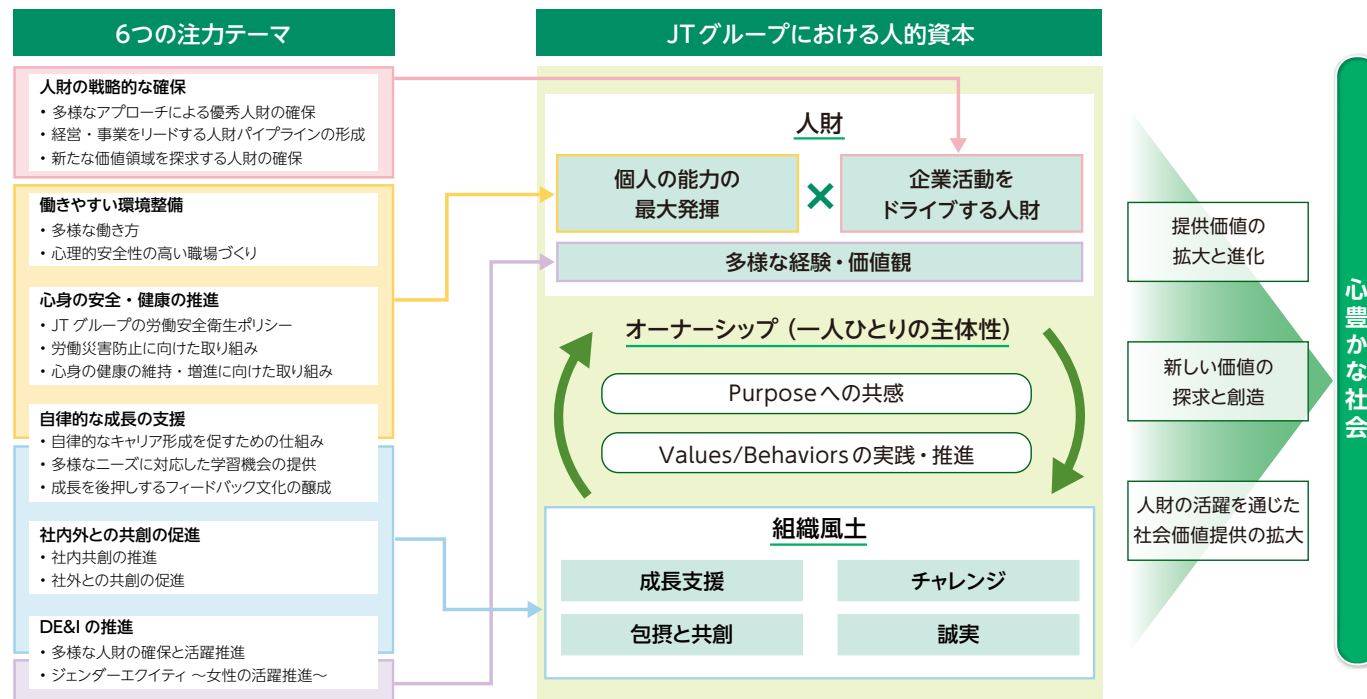 6つの注力テーマ
人財の戦略的な確保
• 多様なアプローチによる優秀人財の確保
• 経営・事業をリードする人財パイプラインの形成
• 新たな価値領域を探求する人財の確保
働きやすい環境整備
• 多様な働き方
• 心理的安全性の高い職場づくり
心身の安全・健康の推進
• JTグループの労働安全衛生ポリシー
• 労働災害防止に向けた取り組み
• 心身の健康の維持・増進に向けた取り組み
自律的な成長の支援
• 自律的なキャリア形成を促すための仕組み
• 多様なニーズに対応した学習機会の提供
• 成長を後押しするフィードバック文化の醸成
社内外との共創の促進
• 社内共創の推進
• 社外との共創の促進
DE&Iの推進
• 多様な人財の確保と活躍推進
• ジェンダーエクイティ ～女性の活躍推進～
JTグループにおける人的資本
人財
個人の能力の
最大発揮
×
企業活動を
ドライブする人財
多様な経験・価値観
オーナーシップ（一人ひとりの主体性）
Purposeへの共感
Values/Behaviorsの実践・推進
組織風土
成長支援
チャレンジ
包摂と共創
誠実
提供価値の
拡大と進化
新しい価値の
探求と創造
人財の活躍を通じた
社会価値提供の拡大
心豊かな社会